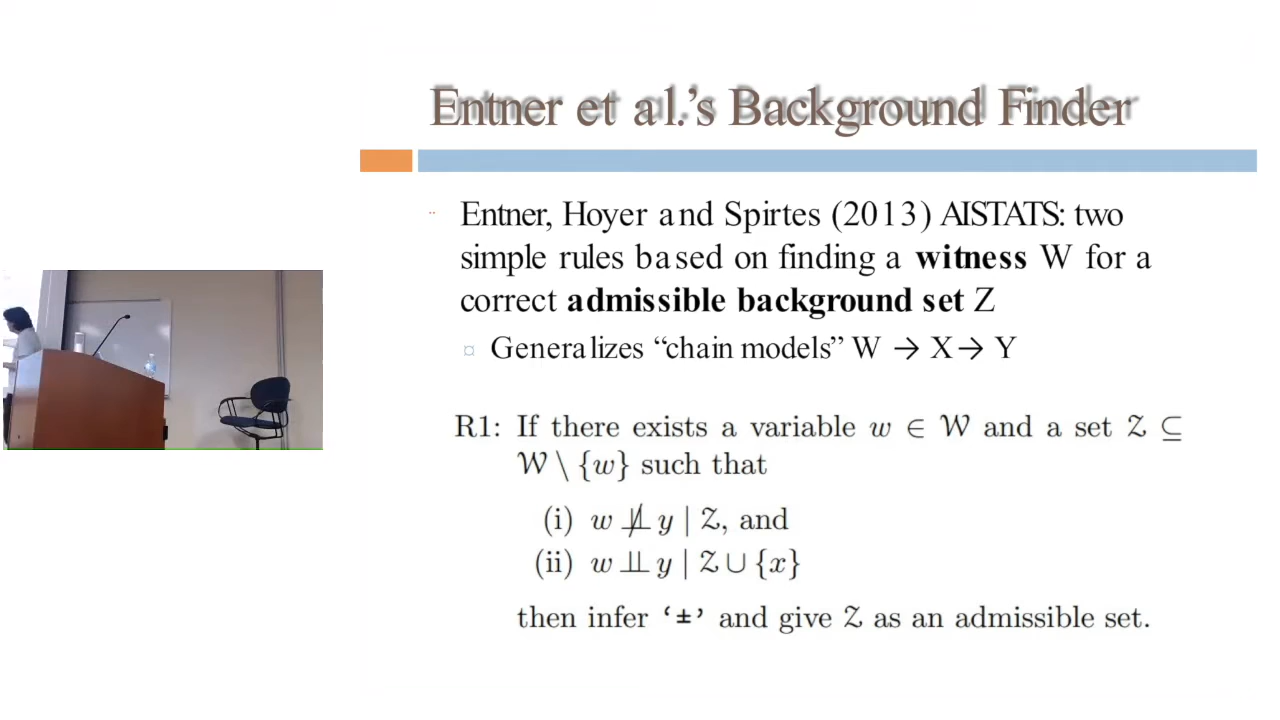 Entner et al.'s Background Finder
Entner, Hoyer and Spirtes (2013) AISTATS: two
simple rules based on finding a witness W for a
correct admissible background set Z
Generalizes “chain models” W → X → Y
R1: If there exists a variable w ∈ 𝒲 and a set 𝒵 ⊆
𝒲 \ {w} such that
(i) w ⫫̸ y | 𝒵, and
(ii) w ⫫ y | 𝒵 ∪ {x}
then infer ‘±’ and give 𝒵 as an admissible set.